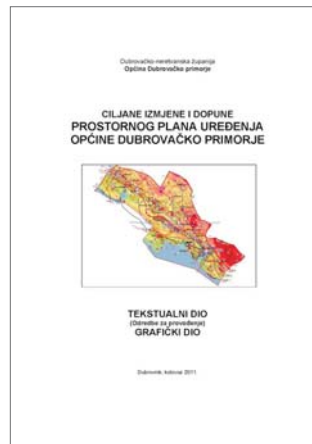 Dubrovačko-neretvanska županija
Općina Dubrovačko primorje
CILJANE IZMJENE I DOPUNE
PROSTORNOG PLANA UREĐENJA
OPĆINE DUBROVAČKO PRIMORJE
TEKSTUALNI DIO
(Odredbe za provođenje)
GRAFIČKI DIO
Dubrovnik, kolovoz 2011